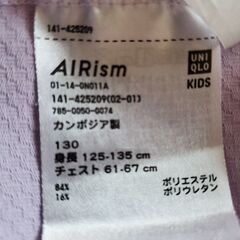 141-425209
AIRism
UNI
QLO
KIDS
01-14-0N011A
141-425209(02-01)
785-0050-0074
カンボジア製
130
身長 125-135 cm
チェスト 61-67 cm
84% ポリエステル
16% ポリウレタン